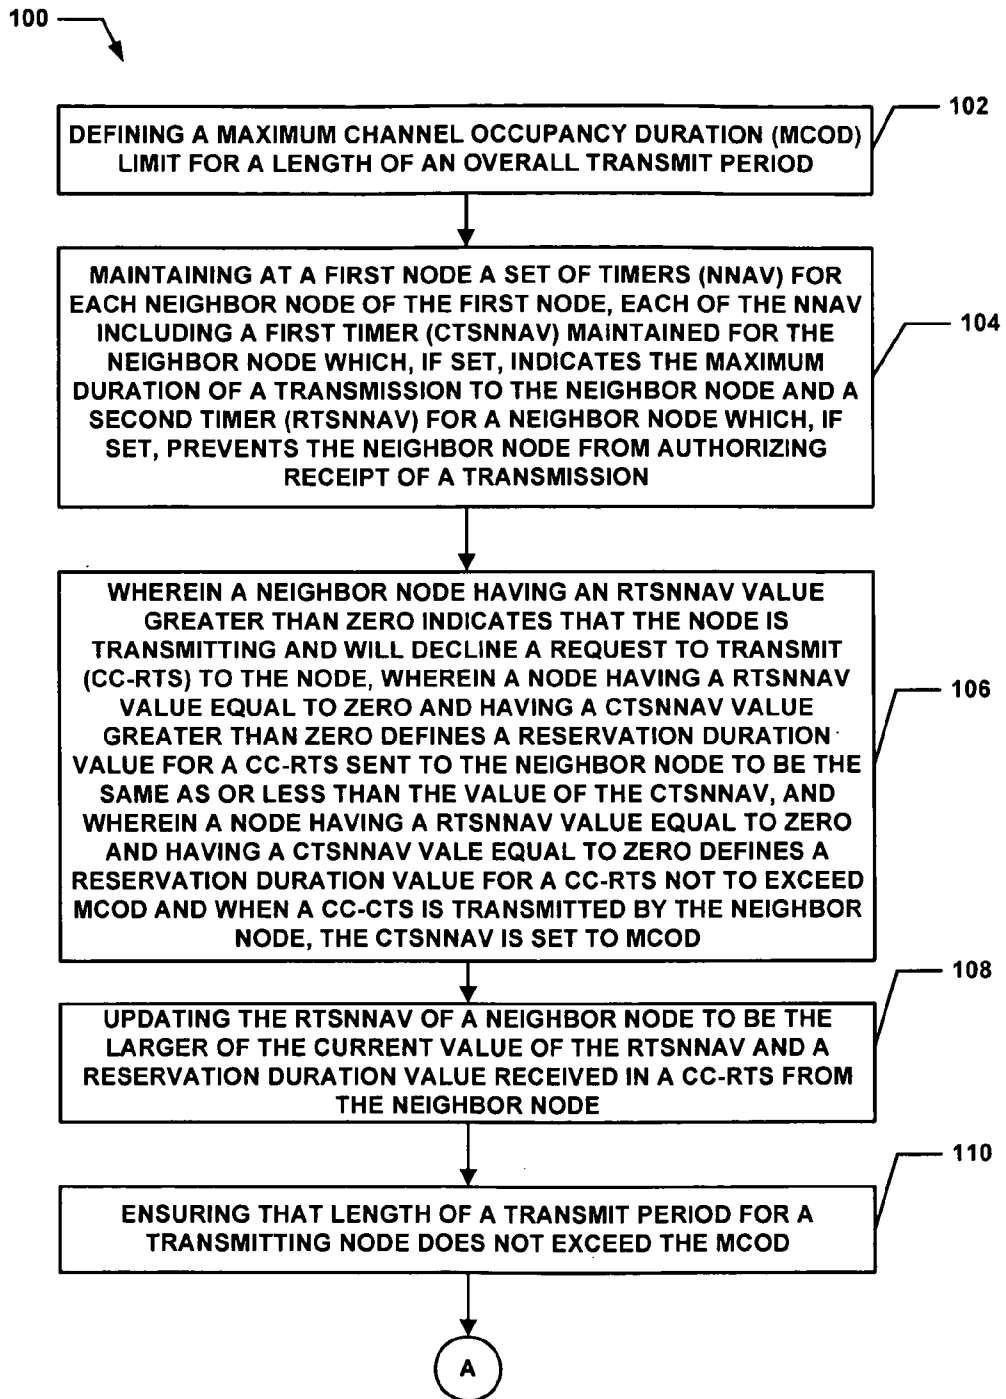 100
102
DEFINING A MAXIMUM CHANNEL OCCUPANCY DURATION (MCOD)
LIMIT FOR A LENGTH OF AN OVERALL TRANSMIT PERIOD
MAINTAINING AT A FIRST NODE A SET OF TIMERS (NNAV) FOR
EACH NEIGHBOR NODE OF THE FIRST NODE, EACH OF THE NNAV
INCLUDING A FIRST TIMER (CTSNNAV) MAINTAINED FOR THE
NEIGHBOR NODE WHICH, IF SET, INDICATES THE MAXIMUM
DURATION OF A TRANSMISSION TO THE NEIGHBOR NODE AND A
SECOND TIMER (RTSNNAV) FOR A NEIGHBOR NODE WHICH, IF
SET, PREVENTS THE NEIGHBOR NODE FROM AUTHORIZING
RECEIPT OF A TRANSMISSION
104
WHEREIN A NEIGHBOR NODE HAVING AN RTSNNAV VALUE
GREATER THAN ZERO INDICATES THAT THE NODE IS
TRANSMITTING AND WILL DECLINE A REQUEST TO TRANSMIT
(CC-RTS) TO THE NODE, WHEREIN A NODE HAVING A RTSNNAV
VALUE EQUAL TO ZERO AND HAVING A CTSNNAV VALUE
GREATER THAN ZERO DEFINES A RESERVATION DURATION
VALUE FOR A CC-RTS SENT TO THE NEIGHBOR NODE TO BE THE
SAME AS OR LESS THAN THE VALUE OF THE CTSNNAV, AND
WHEREIN A NODE HAVING A RTSNNAV VALUE EQUAL TO ZERO
AND HAVING A CTSNNAV VALE EQUAL TO ZERO DEFINES A
RESERVATION DURATION VALUE FOR A CC-RTS NOT TO EXCEED
MCOD AND WHEN A CC-CTS IS TRANSMITTED BY THE NEIGHBOR
NODE, THE CTSNNAV IS SET TO MCOD
106
108
UPDATING THE RTSNNAV OF A NEIGHBOR NODE TO BE THE
LARGER OF THE CURRENT VALUE OF THE RTSNNAV AND A
RESERVATION DURATION VALUE RECEIVED IN A CC-RTS FROM
THE NEIGHBOR NODE
110
ENSURING THAT LENGTH OF A TRANSMIT PERIOD FOR A
TRANSMITTING NODE DOES NOT EXCEED THE MCOD
A